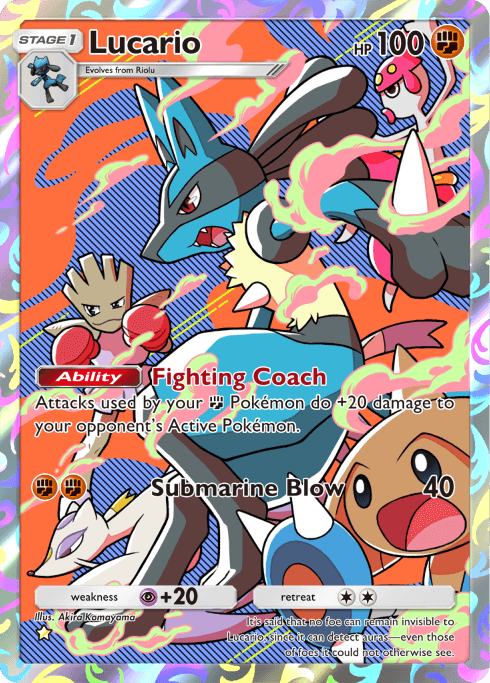 STAGE 1 Lucario HP 100
Evolves from Riolu
Ability Fighting Coach
Attacks used by your Pokémon do +20 damage to
your opponent's Active Pokémon.
Submarine Blow 40
weakness +20 retreat
Illus. Akira Komayama
It's said that no foe can remain invisible to
Lucario, since it can detect auras—even those
of foes it could not otherwise see.